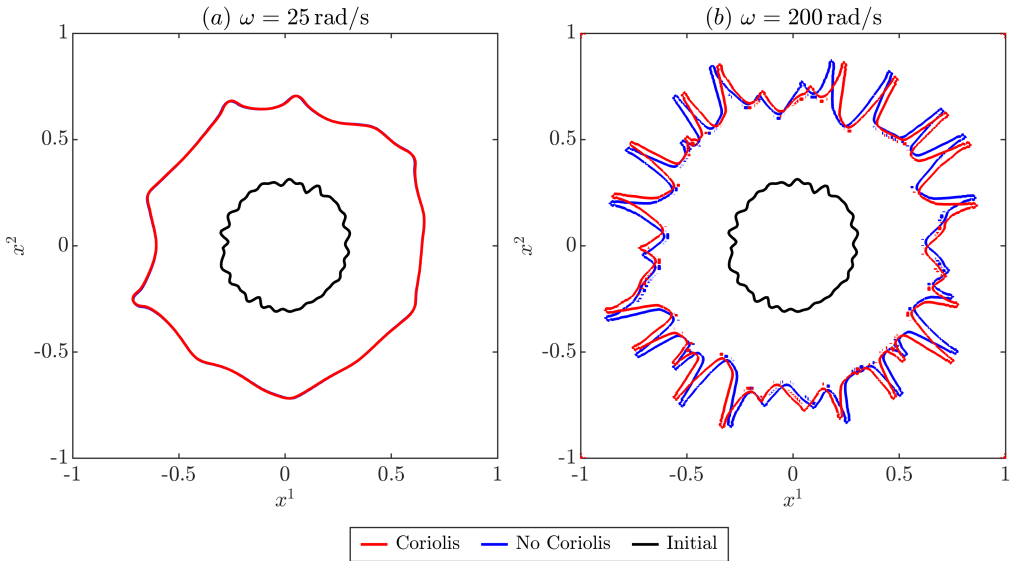 (a) ω = 25 rad/s
(b) ω = 200 rad/s
1
0.5
0
-0.5
-1
x²
-1
-0.5
0
0.5
1
x¹
1
0.5
0
-0.5
-1
x²
-1
-0.5
0
0.5
1
x¹
Coriolis
No Coriolis
Initial